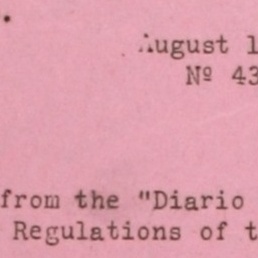 August 1
Nº 43
from the "Diario
Regulations of t